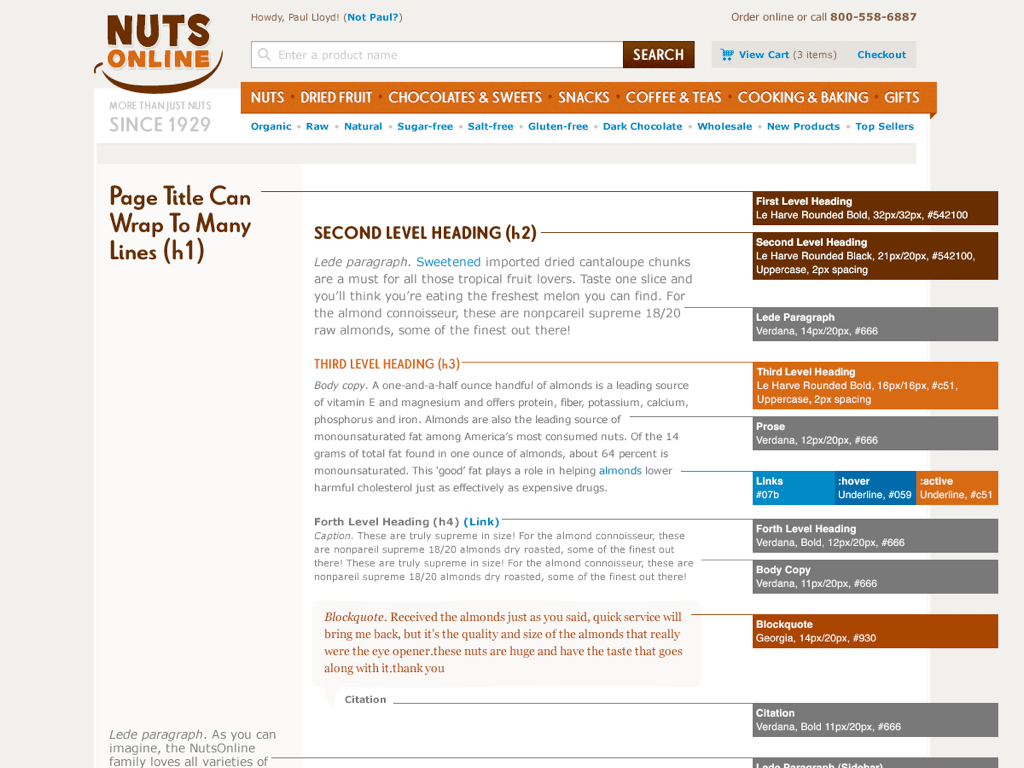 NUTS
ONLINE
MORE THAN JUST NUTS
SINCE 1929
Howdy, Paul Lloyd! (Not Paul?)
Order online or call 800-558-6887
Enter a product name
SEARCH
View Cart (3 items)
Checkout
NUTS • DRIED FRUIT • CHOCOLATES & SWEETS • SNACKS • COFFEE & TEAS • COOKING & BAKING • GIFTS
Organic • Raw • Natural • Sugar-free • Salt-free • Gluten-free • Dark Chocolate • Wholesale • New Products • Top Sellers
Page Title Can
Wrap To Many
Lines (h1)
SECOND LEVEL HEADING (h2)
Lede paragraph. Sweetened imported dried cantaloupe chunks
are a must for all those tropical fruit lovers. Taste one slice and
you’ll think you’re eating the freshest melon you can find. For
the almond connoisseur, these are nonpcareil supreme 18/20
raw almonds, some of the finest out there!
THIRD LEVEL HEADING (h3)
Body copy. A one-and-a-half ounce handful of almonds is a leading source
of vitamin E and magnesium and offers protein, fiber, potassium, calcium,
phosphorus and iron. Almonds are also the leading source of
monounsaturated fat among America’s most consumed nuts. Of the 14
grams of total fat found in one ounce of almonds, about 64 percent is
monounsaturated. This ‘good’ fat plays a role in helping almonds lower
harmful cholesterol just as effectively as expensive drugs.
Forth Level Heading (h4) (Link)
Caption. These are truly supreme in size! For the almond connoisseur, these
are nonpareil supreme 18/20 almonds dry roasted, some of the finest out
there! These are truly supreme in size! For the almond connoisseur, these are
nonpareil supreme 18/20 almonds dry roasted, some of the finest out there!
Blockquote. Received the almonds just as you said, quick service will
bring me back, but it’s the quality and size of the almonds that really
were the eye opener.these nuts are huge and have the taste that goes
along with it.thank you
Citation
Lede paragraph. As you can
imagine, the NutsOnline
family loves all varieties of
First Level Heading
Le Harve Rounded Bold, 32px/32px, #542100
Second Level Heading
Le Harve Rounded Black, 21px/20px, #542100,
Uppercase, 2px spacing
Lede Paragraph
Verdana, 14px/20px, #666
Third Level Heading
Le Harve Rounded Bold, 16px/16px, #c51,
Uppercase, 2px spacing
Prose
Verdana, 12px/20px, #666
Links
#07b
:hover
Underline, #059
:active
Underline, #c51
Forth Level Heading
Verdana, Bold, 12px/20px, #666
Body Copy
Verdana, 11px/20px, #666
Blockquote
Georgia, 14px/20px, #930
Citation
Verdana, Bold 11px/20px, #666
Lede Paragraph (Sidebar)